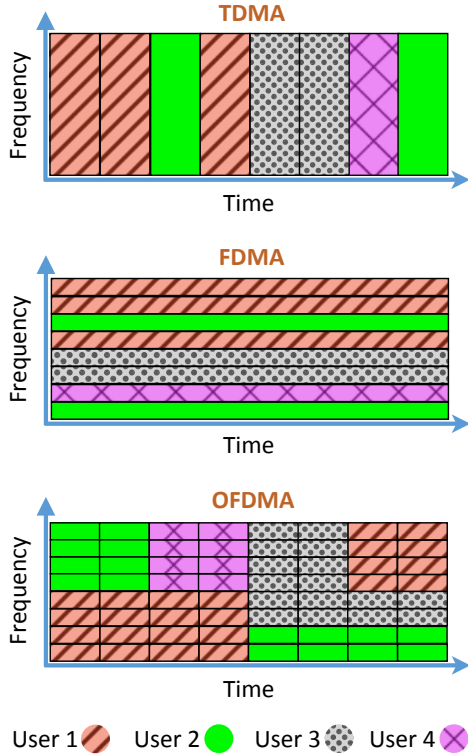 TDMA
Frequency
Time
FDMA
Frequency
Time
OFDMA
Frequency
Time
User 1 User 2 User 3 User 4